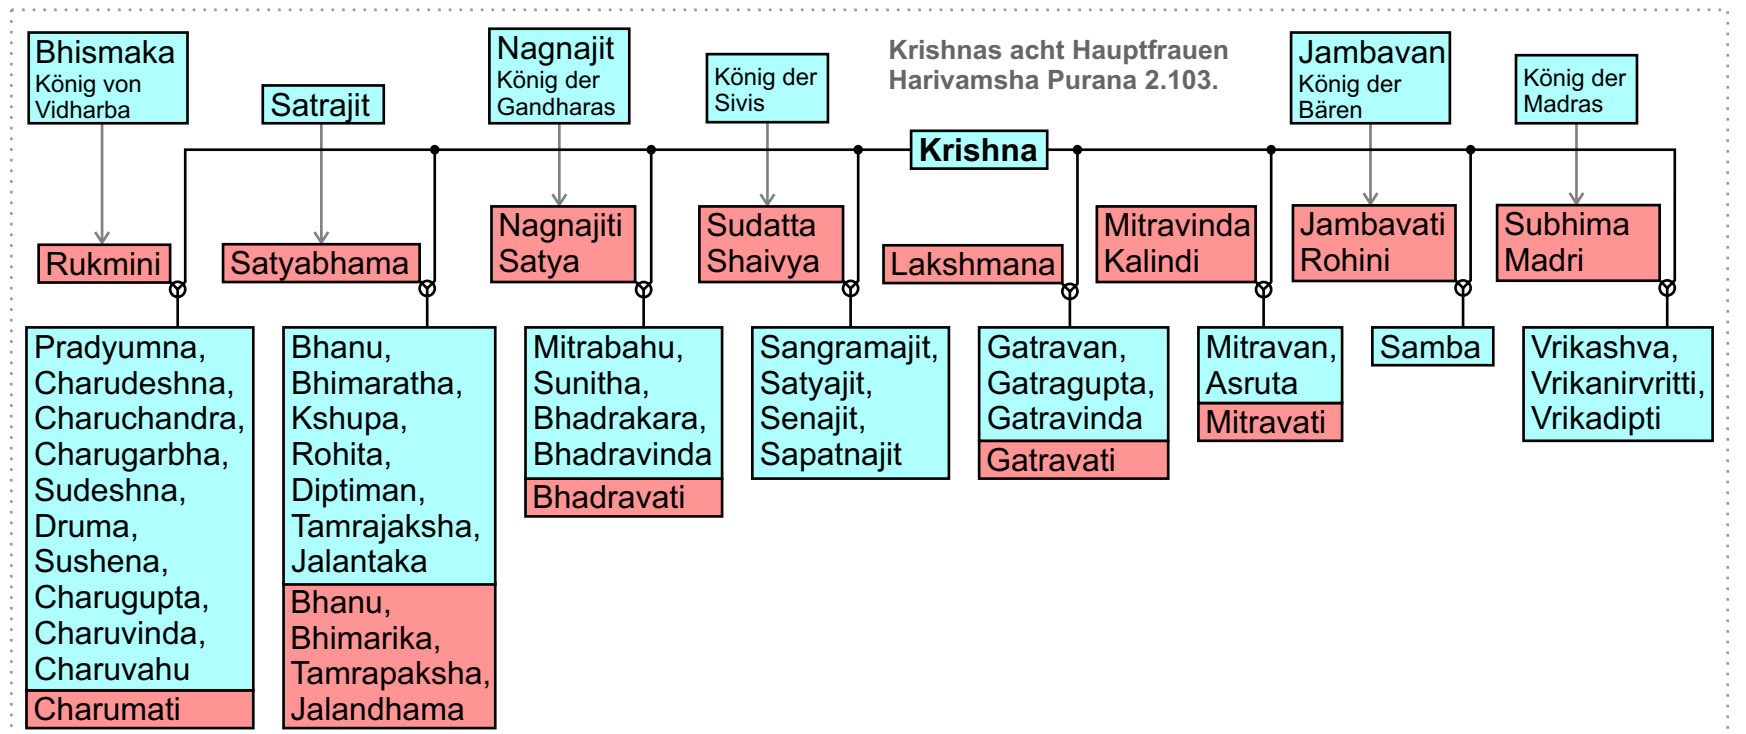 Bhismaka
König von
Vidharba
Satrajit
Nagnajit
König der
Gandharas
König der
Sivis
Krishnas acht Hauptfrauen
Harivamsha Purana 2.103.
Jambavan
König der
Bären
König der
Madras
Krishna
Rukmini
Satyabhama
Nagnajiti
Satya
Sudatta
Shaivya
Lakshmana
Mitravinda
Kalindi
Jambavati
Rohini
Subhima
Madri
Pradyumna,
Charudeshna,
Charuchandra,
Charugarbha,
Sudeshna,
Druma,
Sushena,
Charugupta,
Charuvinda,
Charuvahu
Charumati
Bhanu,
Bhimaratha,
Kshupa,
Rohita,
Diptiman,
Tamrajaksha,
Jalantaka
Bhanu,
Bhimarika,
Tamrapaksha,
Jalandhama
Mitrabahu,
Sunitha,
Bhadrakara,
Bhadravinda
Bhadravati
Sangramajit,
Satyajit,
Senajit,
Sapatnajit
Gatravan,
Gatragupta,
Gatravinda
Gatravati
Mitravan,
Asruta
Mitravati
Samba
Vrikashva,
Vrikanirvritti,
Vrikadipti